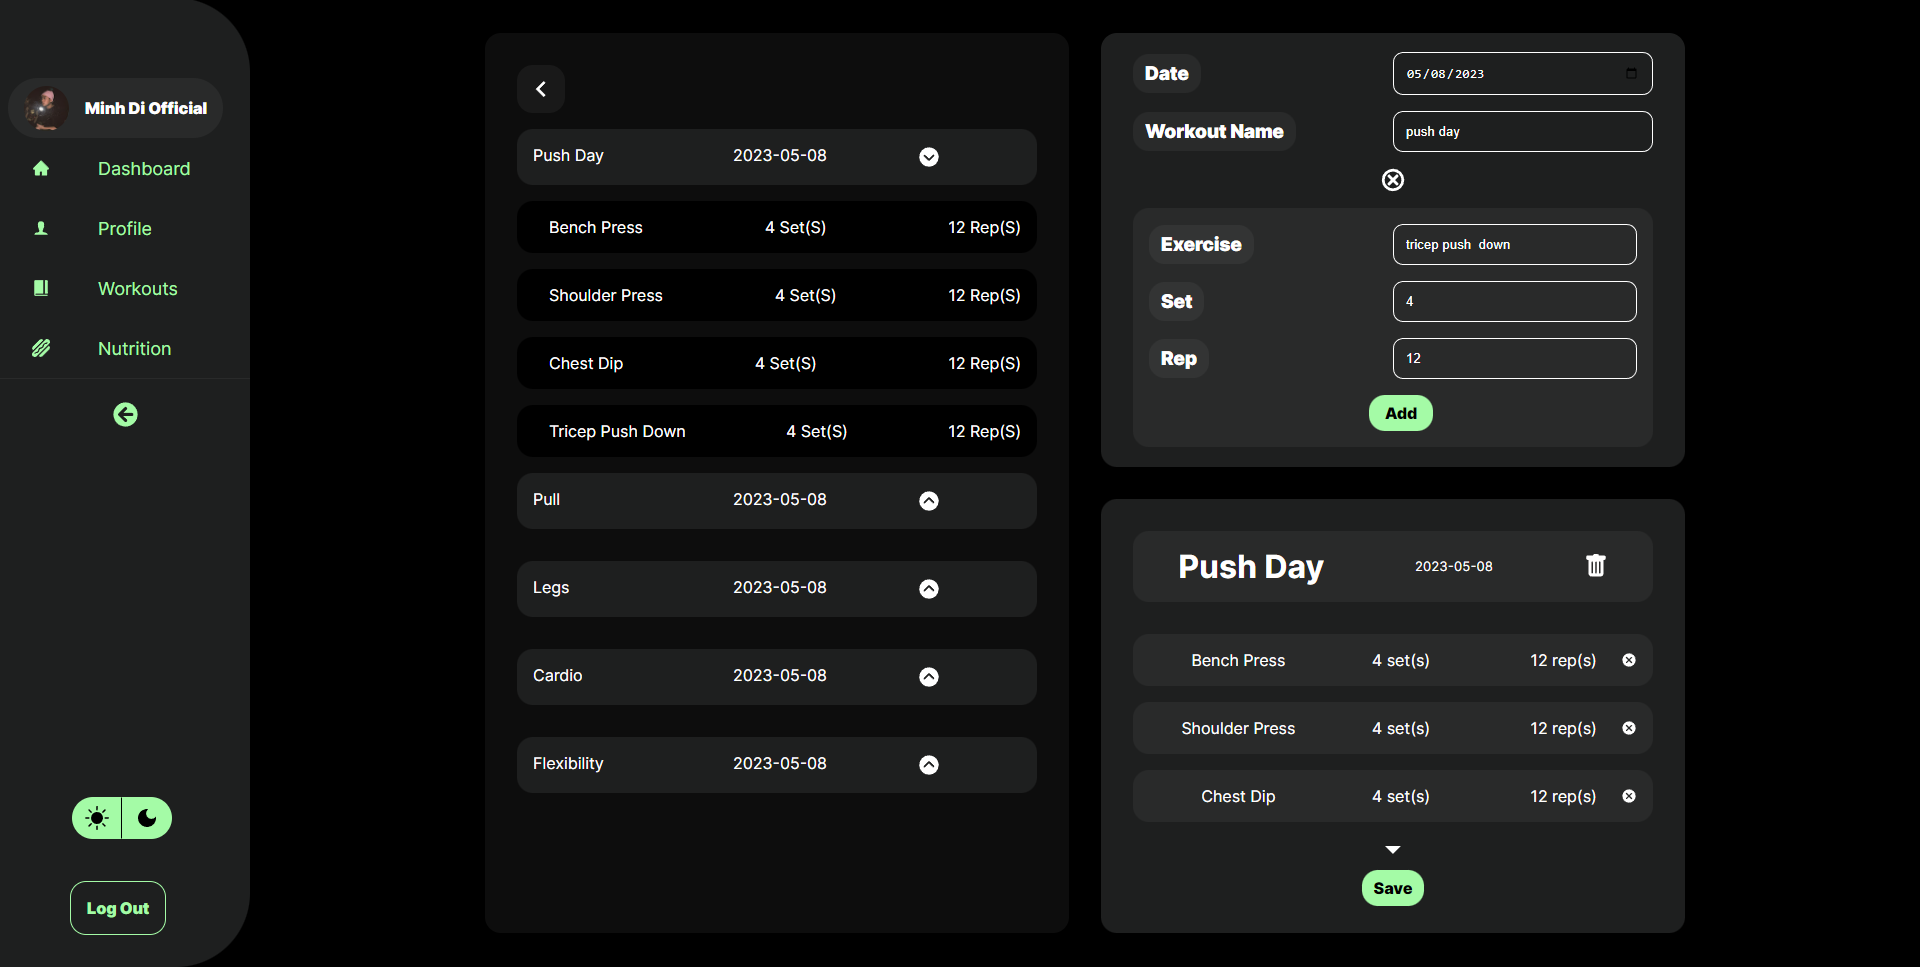 Minh Di Official
Dashboard
Profile
Workouts
Nutrition
Log Out
Push Day 2023-05-08
Bench Press 4 Set(S) 12 Rep(S)
Shoulder Press 4 Set(S) 12 Rep(S)
Chest Dip 4 Set(S) 12 Rep(S)
Tricep Push Down 4 Set(S) 12 Rep(S)
Pull 2023-05-08
Legs 2023-05-08
Cardio 2023-05-08
Flexibility 2023-05-08
Date 05/08/2023
Workout Name push day
Exercise tricep push  down
Set 4
Rep 12
Add
Push Day 2023-05-08
Bench Press 4 set(s) 12 rep(s)
Shoulder Press 4 set(s) 12 rep(s)
Chest Dip 4 set(s) 12 rep(s)
Save